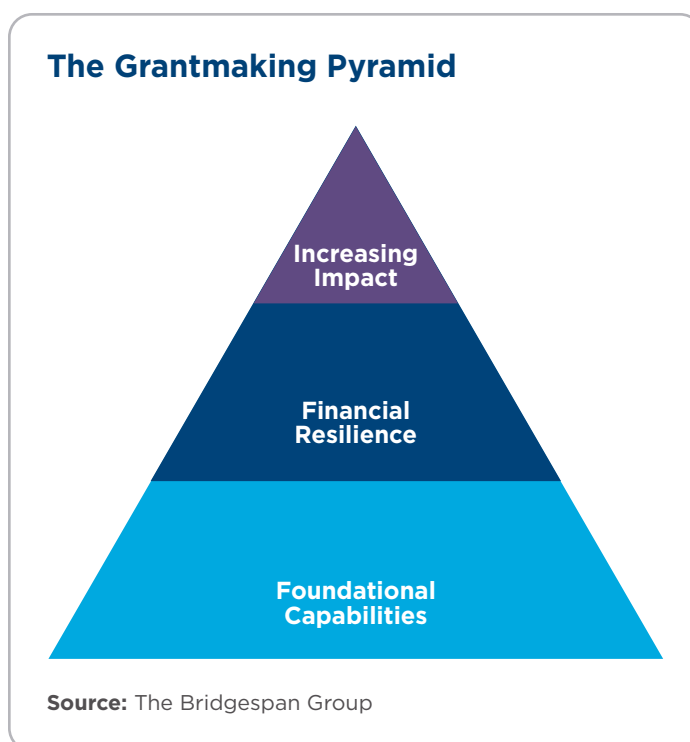 The Grantmaking Pyramid
Increasing
Impact
Financial
Resilience
Foundational
Capabilities
Source: The Bridgespan Group